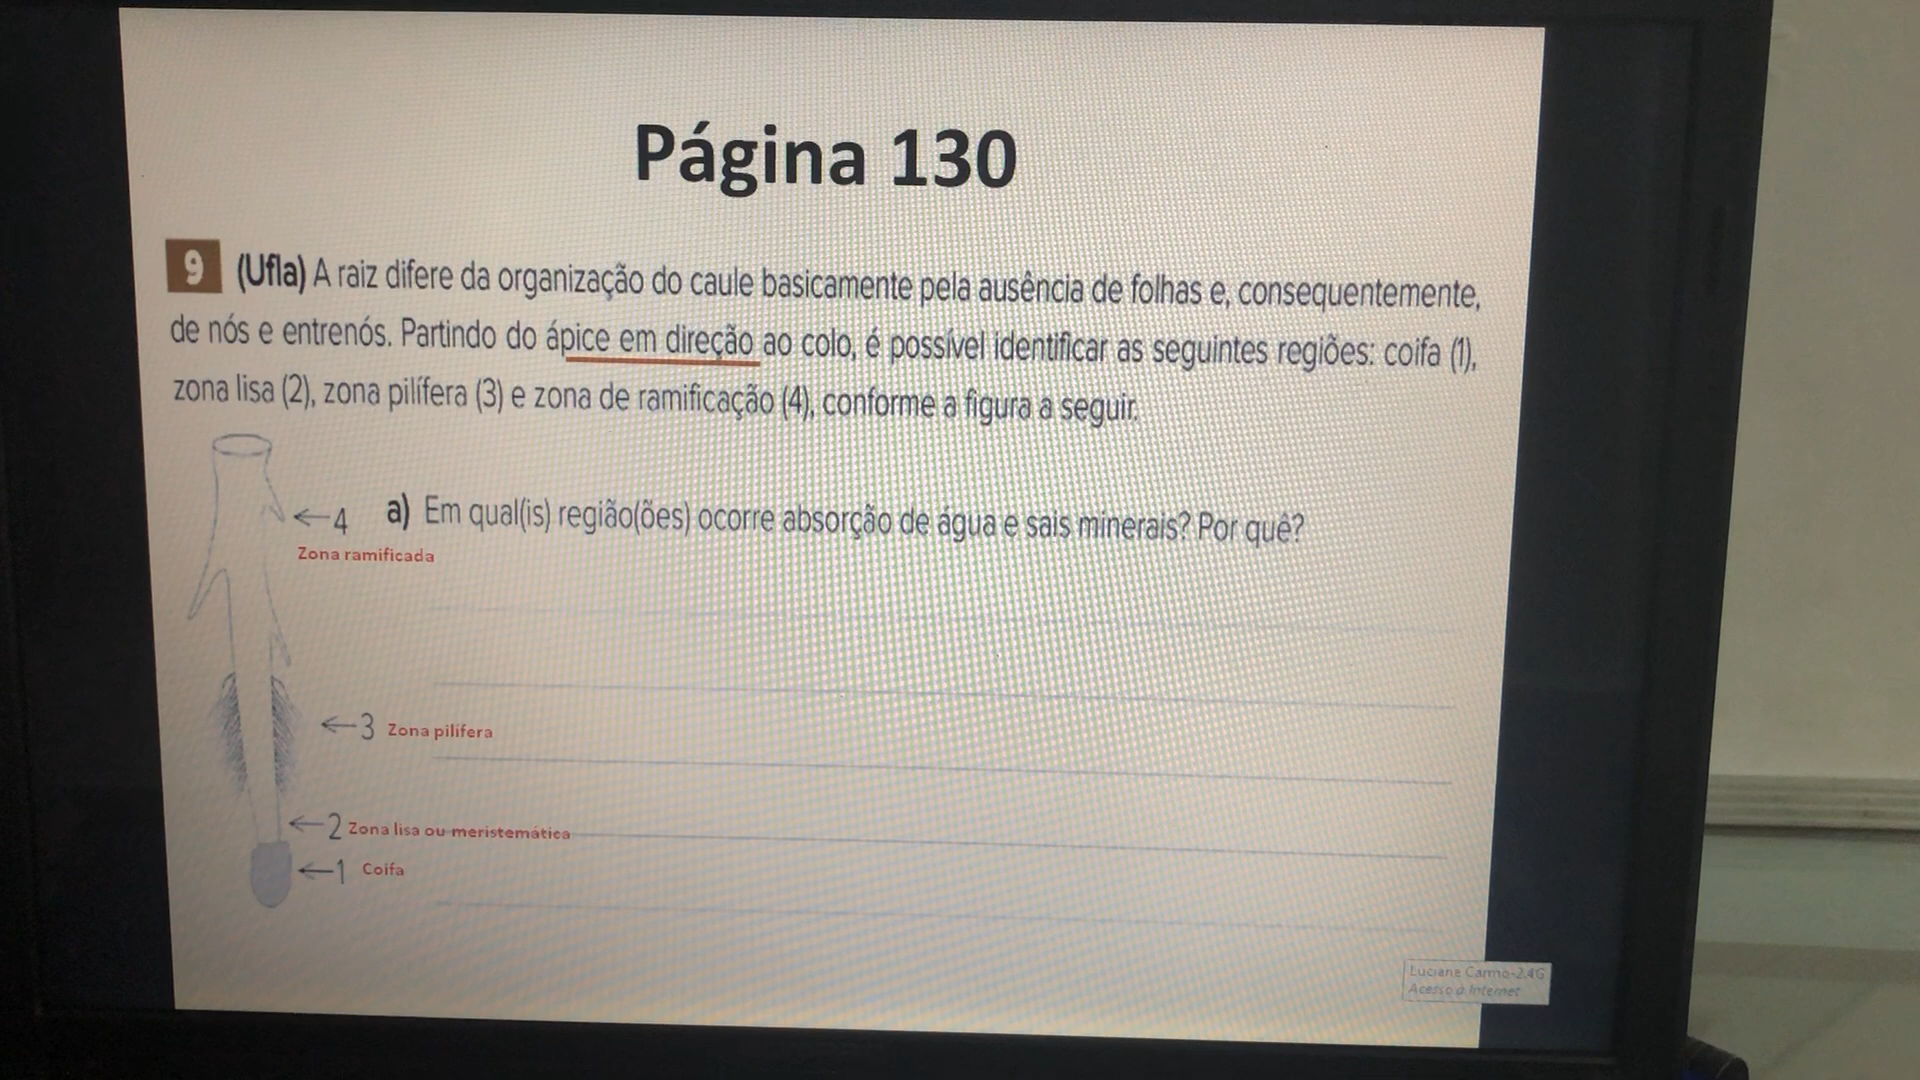 Página 130
9 (Ufla) A raiz difere da organização do caule basicamente pela ausência de folhas e, consequentemente,
de nós e entrenós. Partindo do ápice em direção ao colo, é possível identificar as seguintes regiões: coifa (1),
zona lisa (2), zona pilífera (3) e zona de ramificação (4), conforme a figura a seguir.
←4
Zona ramificada
a) Em qual(is) região(ões) ocorre absorção de água e sais minerais? Por quê?
←3 Zona pilífera
←2 Zona lisa ou meristemática
←1 Coifa
Luciane Carmo-2.4G
Acesso à Internet